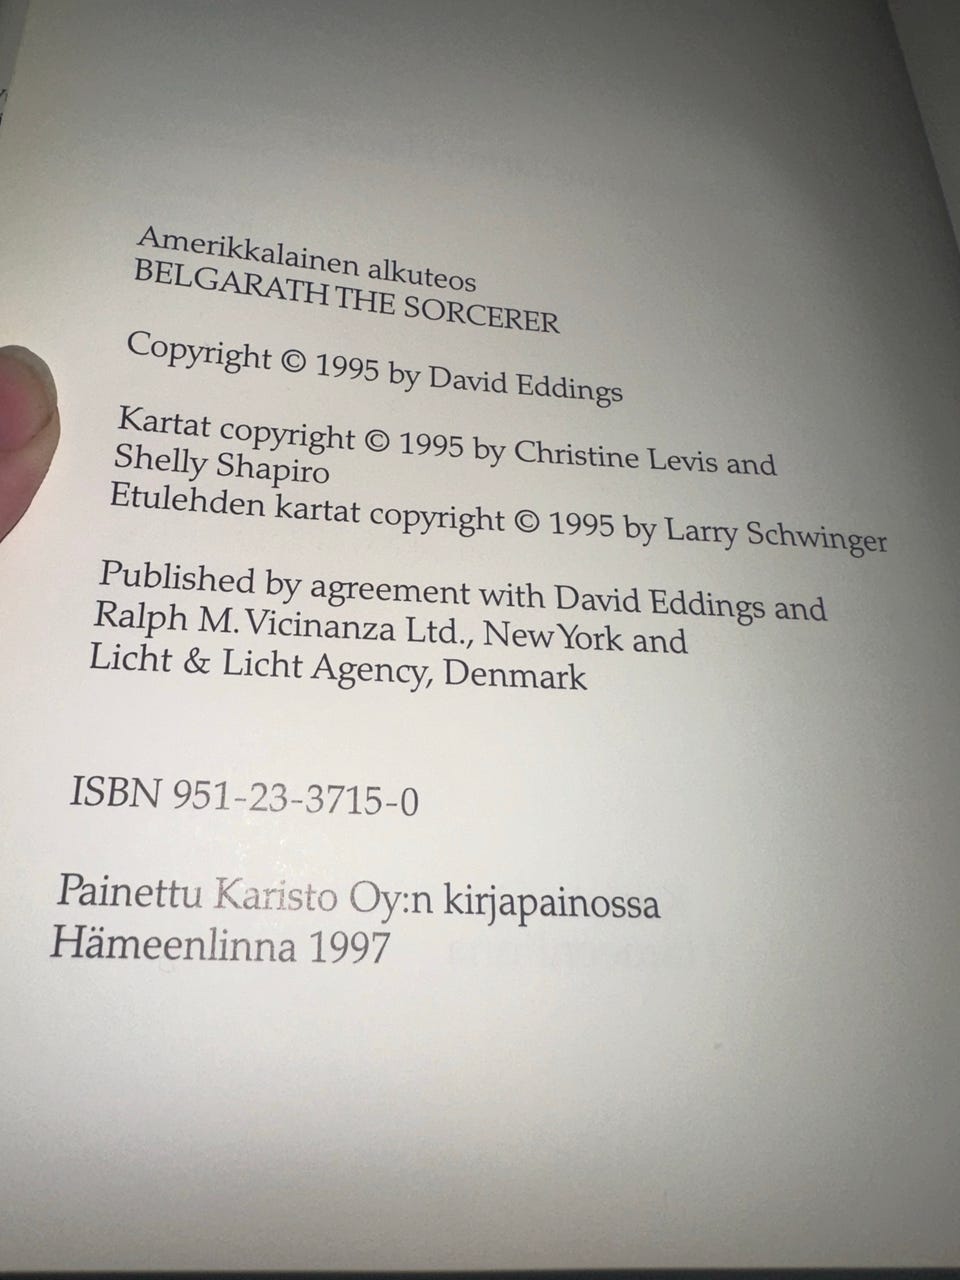 Amerikkalainen alkuteos
BELGARATH THE SORCERER
Copyright © 1995 by David Eddings
Kartat copyright © 1995 by Christine Levis and
Shelly Shapiro
Etulehden kartat copyright © 1995 by Larry Schwinger
Published by agreement with David Eddings and
Ralph M. Vicinanza Ltd., New York and
Licht & Licht Agency, Denmark
ISBN 951-23-3715-0
Painettu Karisto Oy:n kirjapainossa
Hämeenlinna 1997